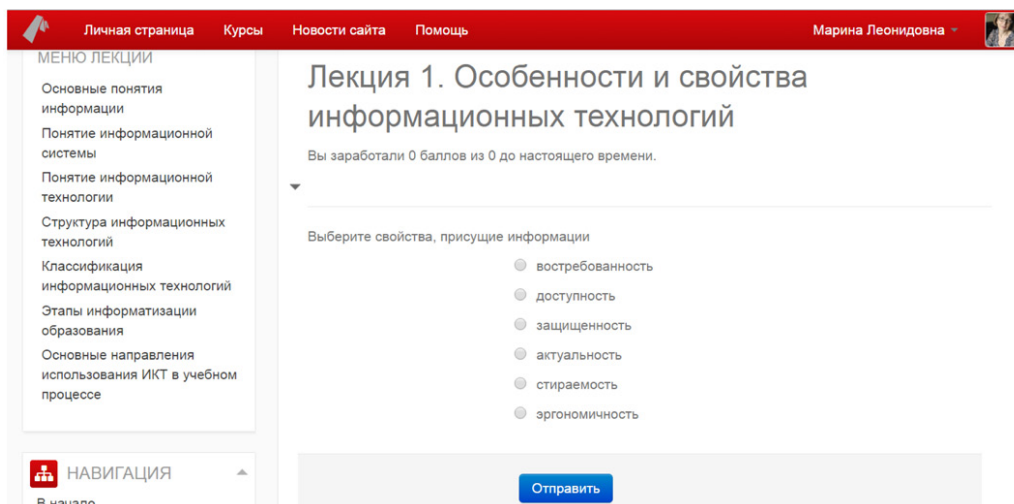 Личная страница Курсы Новости сайта Помощь Марина Леонидовна
МЕНЮ ЛЕКЦИИ
Основные понятия
информации
Понятие информационной
системы
Понятие информационной
технологии
Структура информационных
технологий
Классификация
информационных технологий
Этапы информатизации
образования
Основные направления
использования ИКТ в учебном
процессе
НАВИГАЦИЯ
В начало
Лекция 1. Особенности и свойства
информационных технологий
Вы заработали 0 баллов из 0 до настоящего времени.
Выберите свойства, присущие информации
востребованность
доступность
защищенность
актуальность
стираемость
эргономичность
Отправить